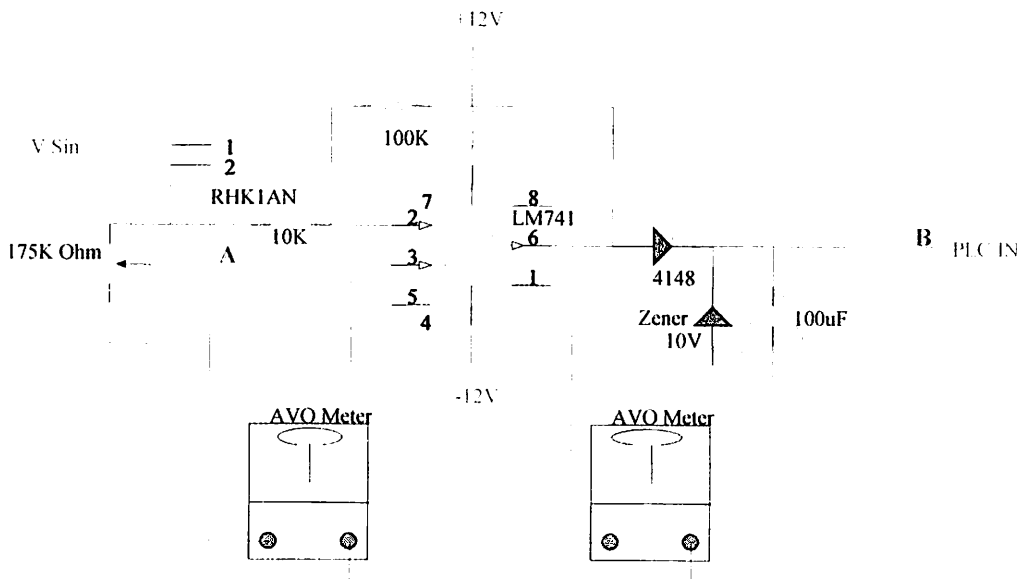 +12V
100K
V Sin
1
2
RHK1AN
7
8
2
LM741
10K
6
175K Ohm
A
3
B
PLC IN
4148
1
5
Zener
10V
100uF
4
-12V
AVO Meter
AVO Meter